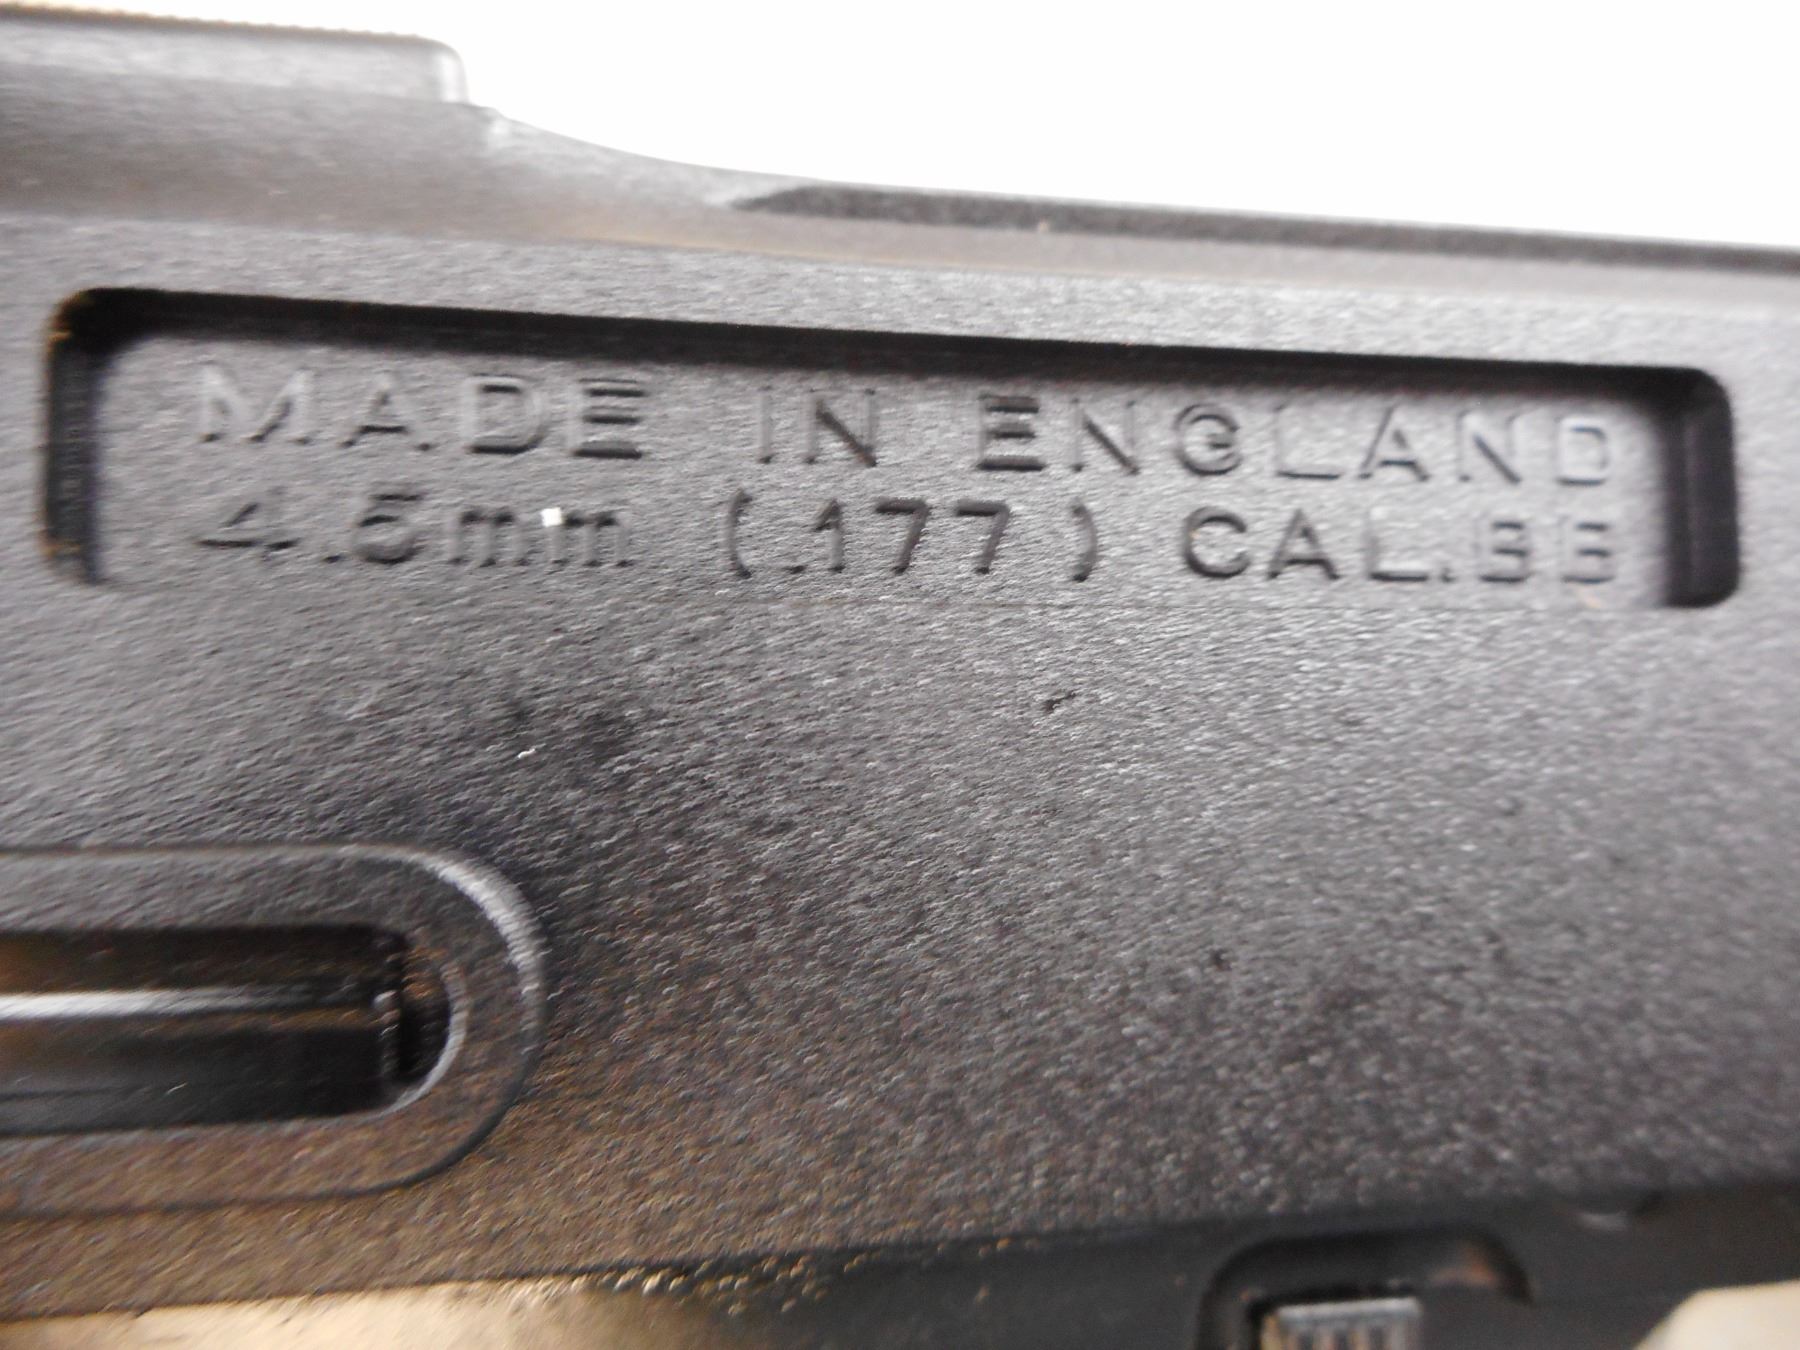 MADE IN ENGLAND
4.5mm (.177) CAL.BB